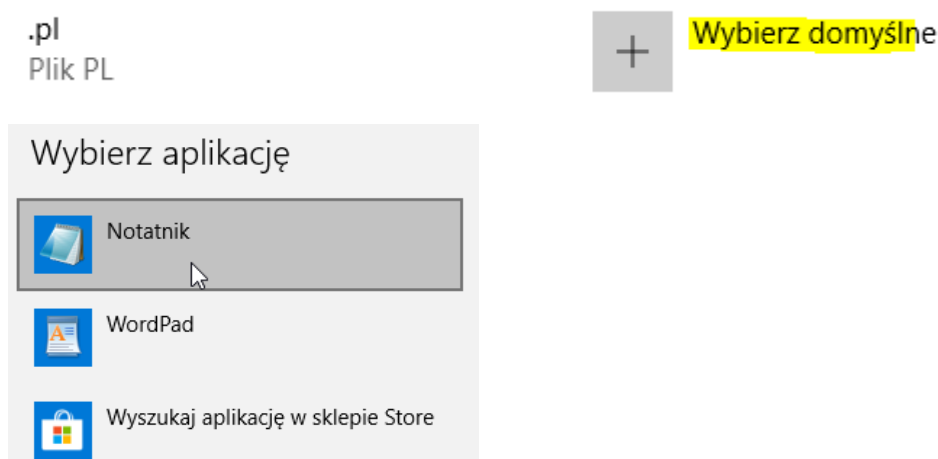 .pl
Plik PL
Wybierz domyślne
Wybierz aplikację
Notatnik
WordPad
Wyszukaj aplikację w sklepie Store